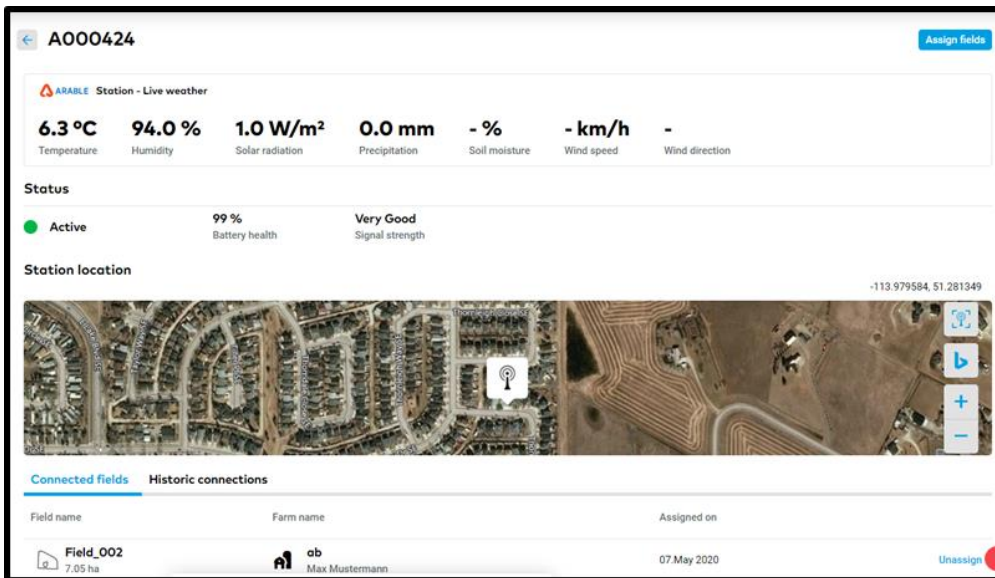 A000424
Assign fields
ARABLE Station - Live weather
6.3 ºC 94.0 % 1.0 W/m² 0.0 mm - % - km/h -
Temperature Humidity Solar radiation Precipitation Soil moisture Wind speed Wind direction
Status
Active
99 % Very Good
Battery health Signal strength
Station location
-113.979584, 51.281349
Connected fields Historic connections
Field name Farm name Assigned on
Field_002 ab
7.05 ha Max Mustermann 07.May 2020 Unassign